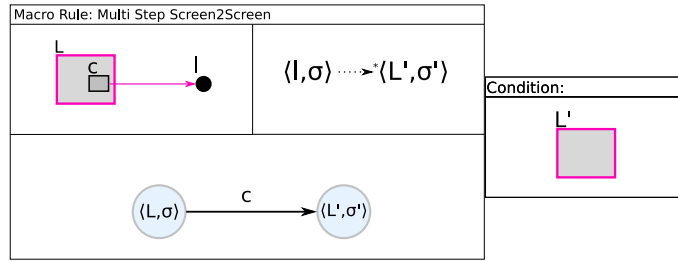 Macro Rule: Multi Step Screen2Screen
L
C
l
⟨l,σ⟩ ⋯➤* ⟨L',σ'⟩
Condition:
L'
c
⟨L,σ⟩
⟨L',σ'⟩